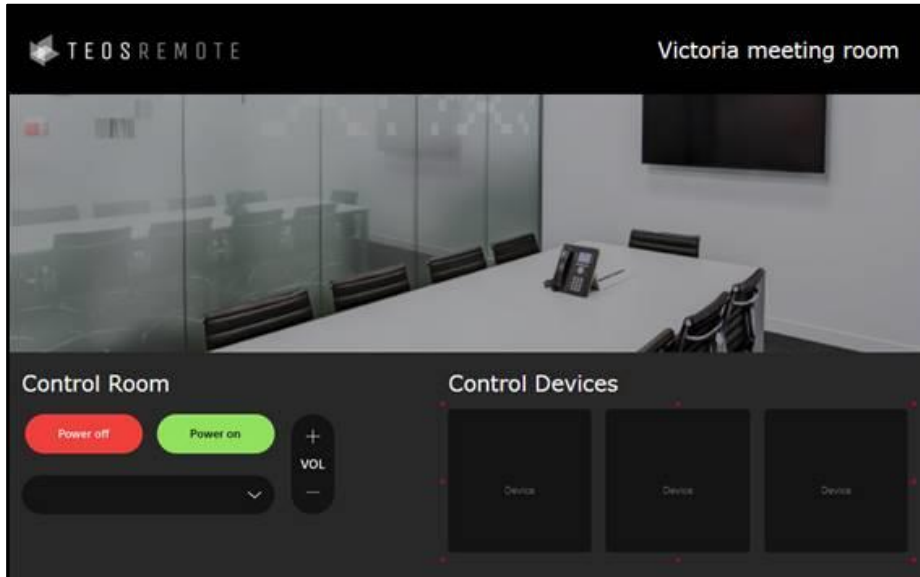 TEOSREMOTE
Victoria meeting room
Control Room
Control Devices
Power off
Power on
+
VOL
−
Device
Device
Device